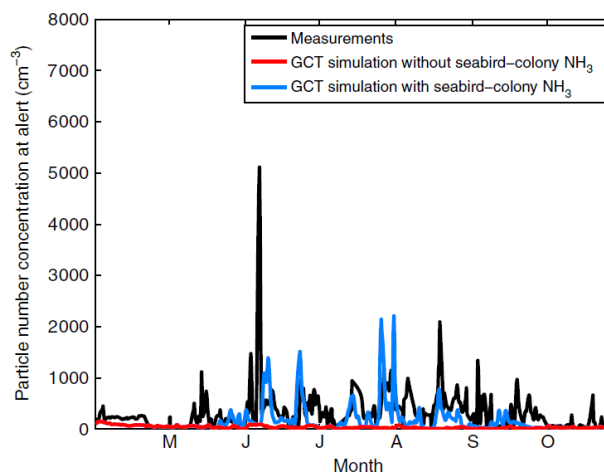 8000
7000
6000
5000
4000
3000
2000
1000
0
Particle number concentration at alert (cm⁻³)
Measurements
GCT simulation without seabird–colony NH₃
GCT simulation with seabird–colony NH₃
M J J A S O
Month